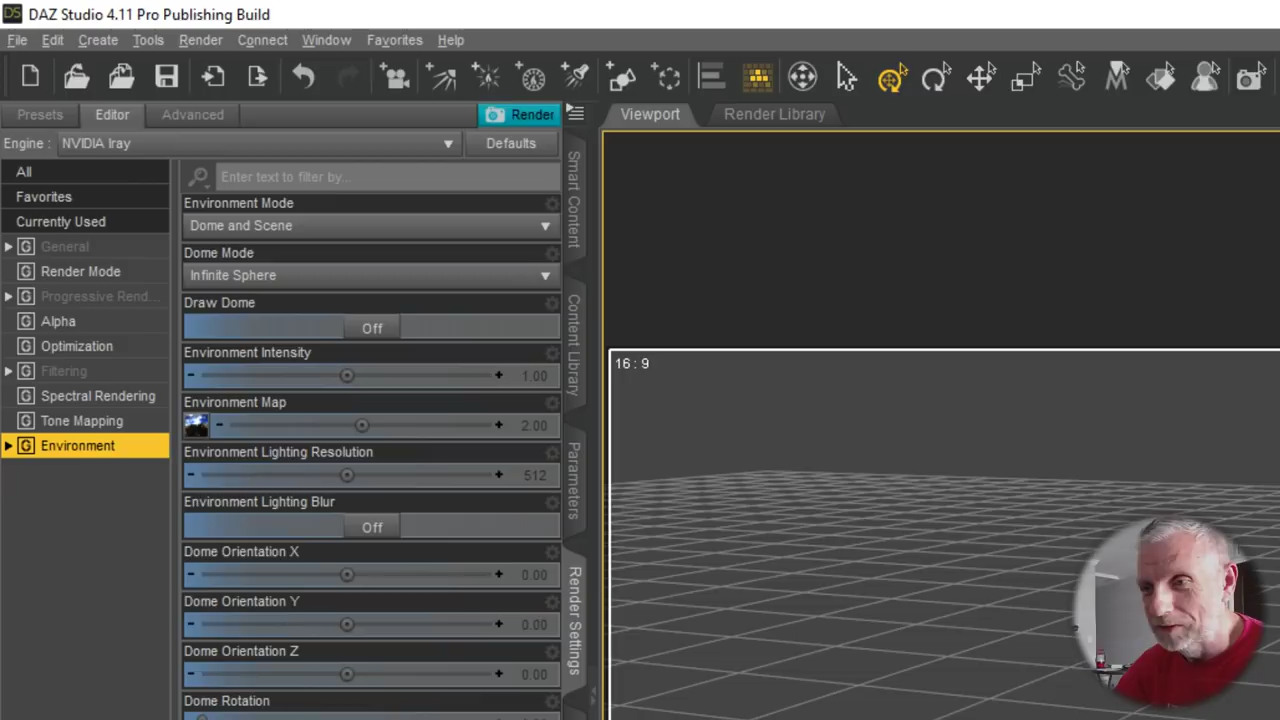 DAZ Studio 4.11 Pro Publishing Build
File Edit Create Tools Render Connect Window Favorites Help
Presets Editor Advanced Render
Viewport Render Library
Engine : NVIDIA Iray Defaults
All
Favorites
Currently Used
General
Render Mode
Progressive Rend...
Alpha
Optimization
Filtering
Spectral Rendering
Tone Mapping
Environment
Enter text to filter by...
Environment Mode
Dome and Scene
Dome Mode
Infinite Sphere
Draw Dome
Off
Environment Intensity
1.00
Environment Map
2.00
Environment Lighting Resolution
512
Environment Lighting Blur
Off
Dome Orientation X
0.00
Dome Orientation Y
0.00
Dome Orientation Z
0.00
Dome Rotation
Smart Content
Content Library
Parameters
Render Settings
16 : 9